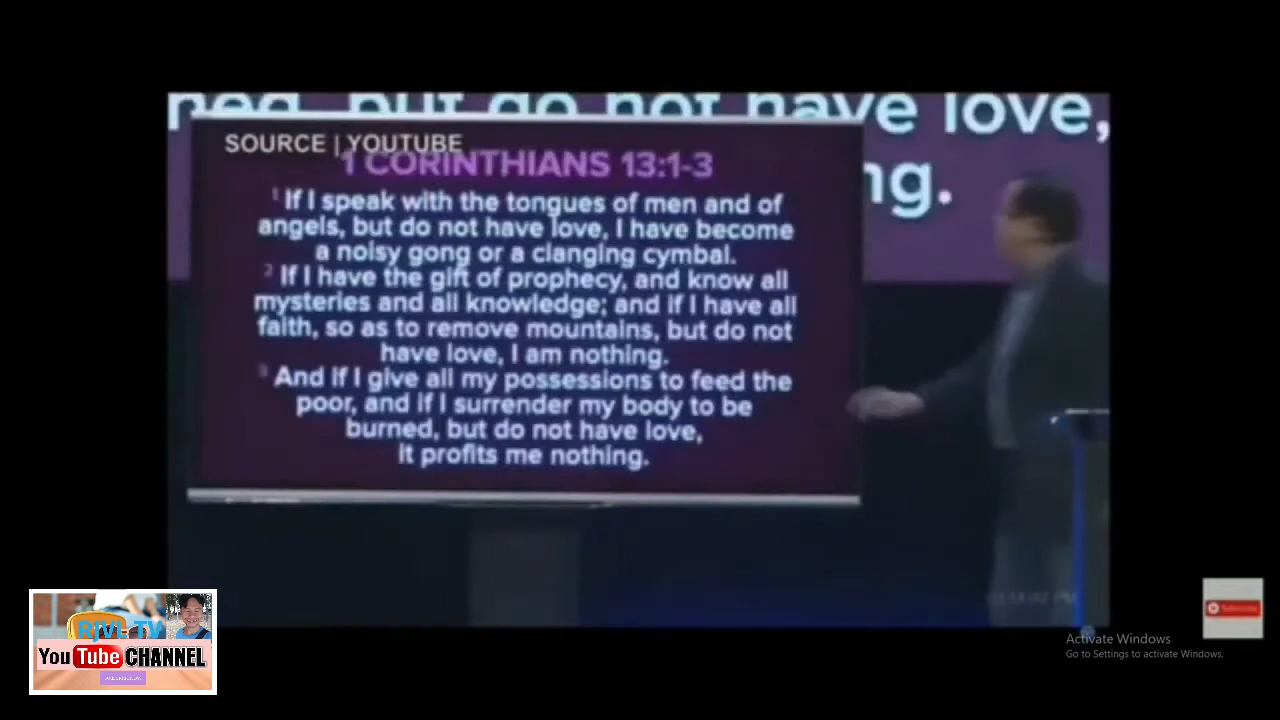 ned, but do not have love,
ng.
SOURCE | YOUTUBE
1 CORINTHIANS 13:1-3
1 If I speak with the tongues of men and of
angels, but do not have love, I have become
a noisy gong or a clanging cymbal.
2 If I have the gift of prophecy, and know all
mysteries and all knowledge; and if I have all
faith, so as to remove mountains, but do not
have love, I am nothing.
3 And if I give all my possessions to feed the
poor, and if I surrender my body to be
burned, but do not have love,
it profits me nothing.
RJVL TV
YouTube CHANNEL
Subscribe
Activate Windows
Go to Settings to activate Windows.